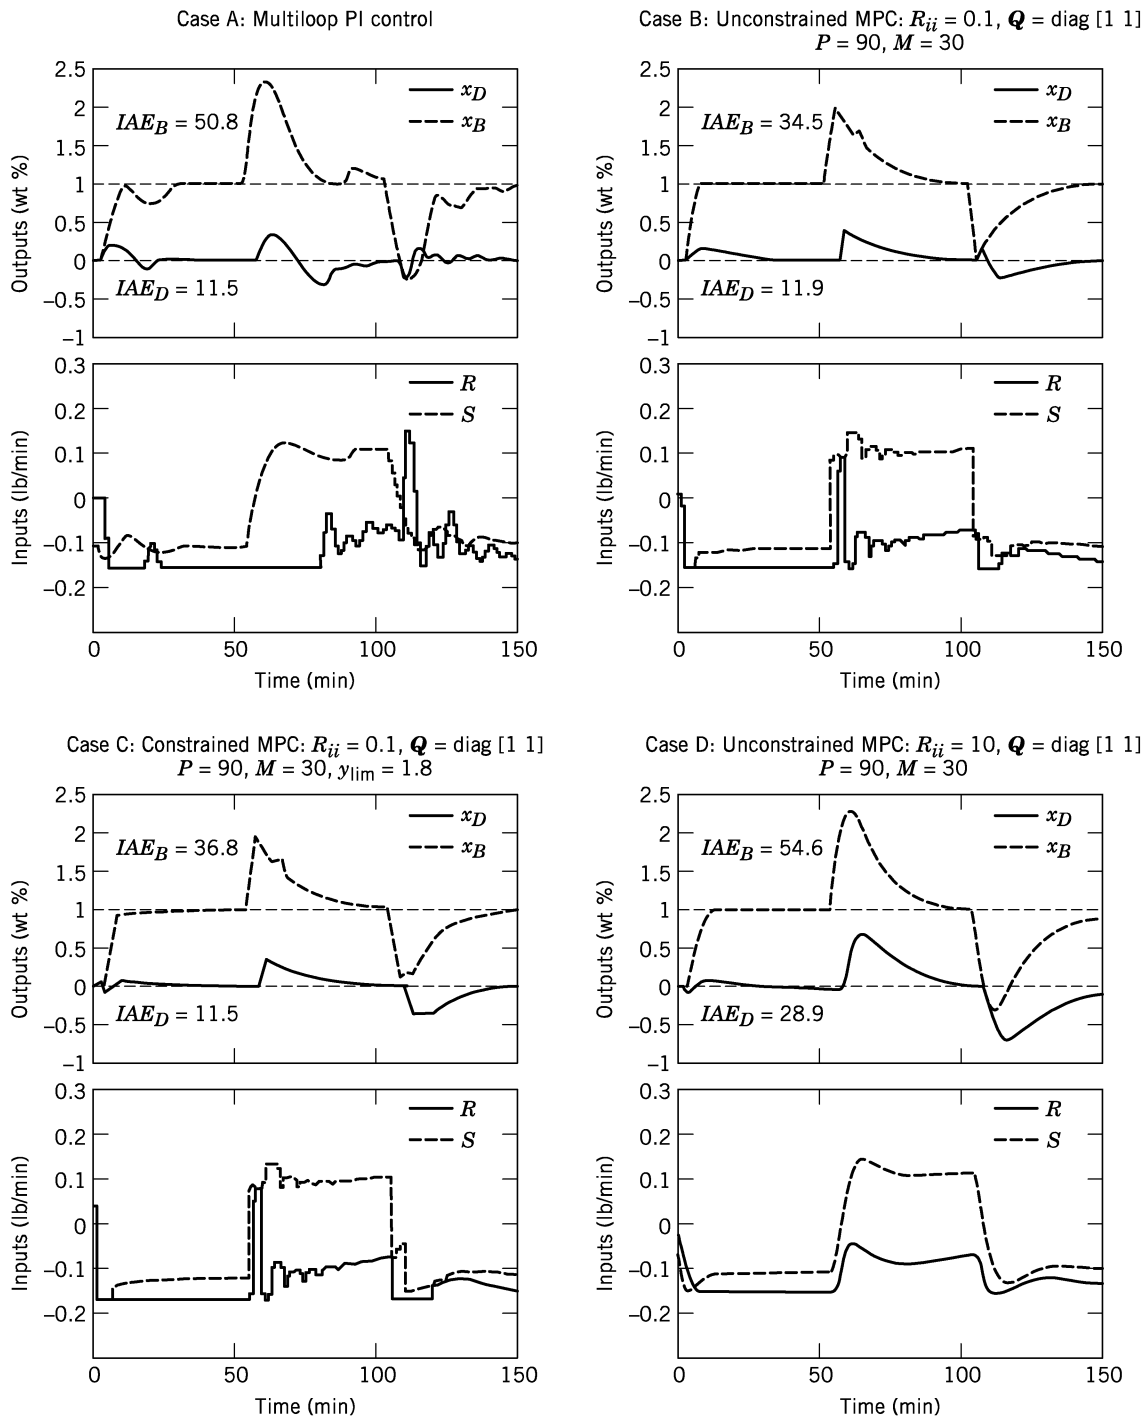 Case A: Multiloop PI control
2.5
2
1.5
1
0.5
0
−0.5
−1
Outputs (wt %)
IAE_B = 50.8
IAE_D = 11.5
x_D
x_B
0.3
0.2
0.1
0
−0.1
−0.2
Inputs (lb/min)
R
S
0 50 100 150
Time (min)
Case B: Unconstrained MPC: R_ii = 0.1, Q = diag [1 1]
P = 90, M = 30
2.5
2
1.5
1
0.5
0
−0.5
−1
Outputs (wt %)
IAE_B = 34.5
IAE_D = 11.9
x_D
x_B
0.3
0.2
0.1
0
−0.1
−0.2
Inputs (lb/min)
R
S
0 50 100 150
Time (min)
Case C: Constrained MPC: R_ii = 0.1, Q = diag [1 1]
P = 90, M = 30, y_lim = 1.8
2.5
2
1.5
1
0.5
0
−0.5
−1
Outputs (wt %)
IAE_B = 36.8
IAE_D = 11.5
x_D
x_B
0.3
0.2
0.1
0
−0.1
−0.2
Inputs (lb/min)
R
S
0 50 100 150
Time (min)
Case D: Unconstrained MPC: R_ii = 10, Q = diag [1 1]
P = 90, M = 30
2.5
2
1.5
1
0.5
0
−0.5
−1
Outputs (wt %)
IAE_B = 54.6
IAE_D = 28.9
x_D
x_B
0.3
0.2
0.1
0
−0.1
−0.2
Inputs (lb/min)
R
S
0 50 100 150
Time (min)